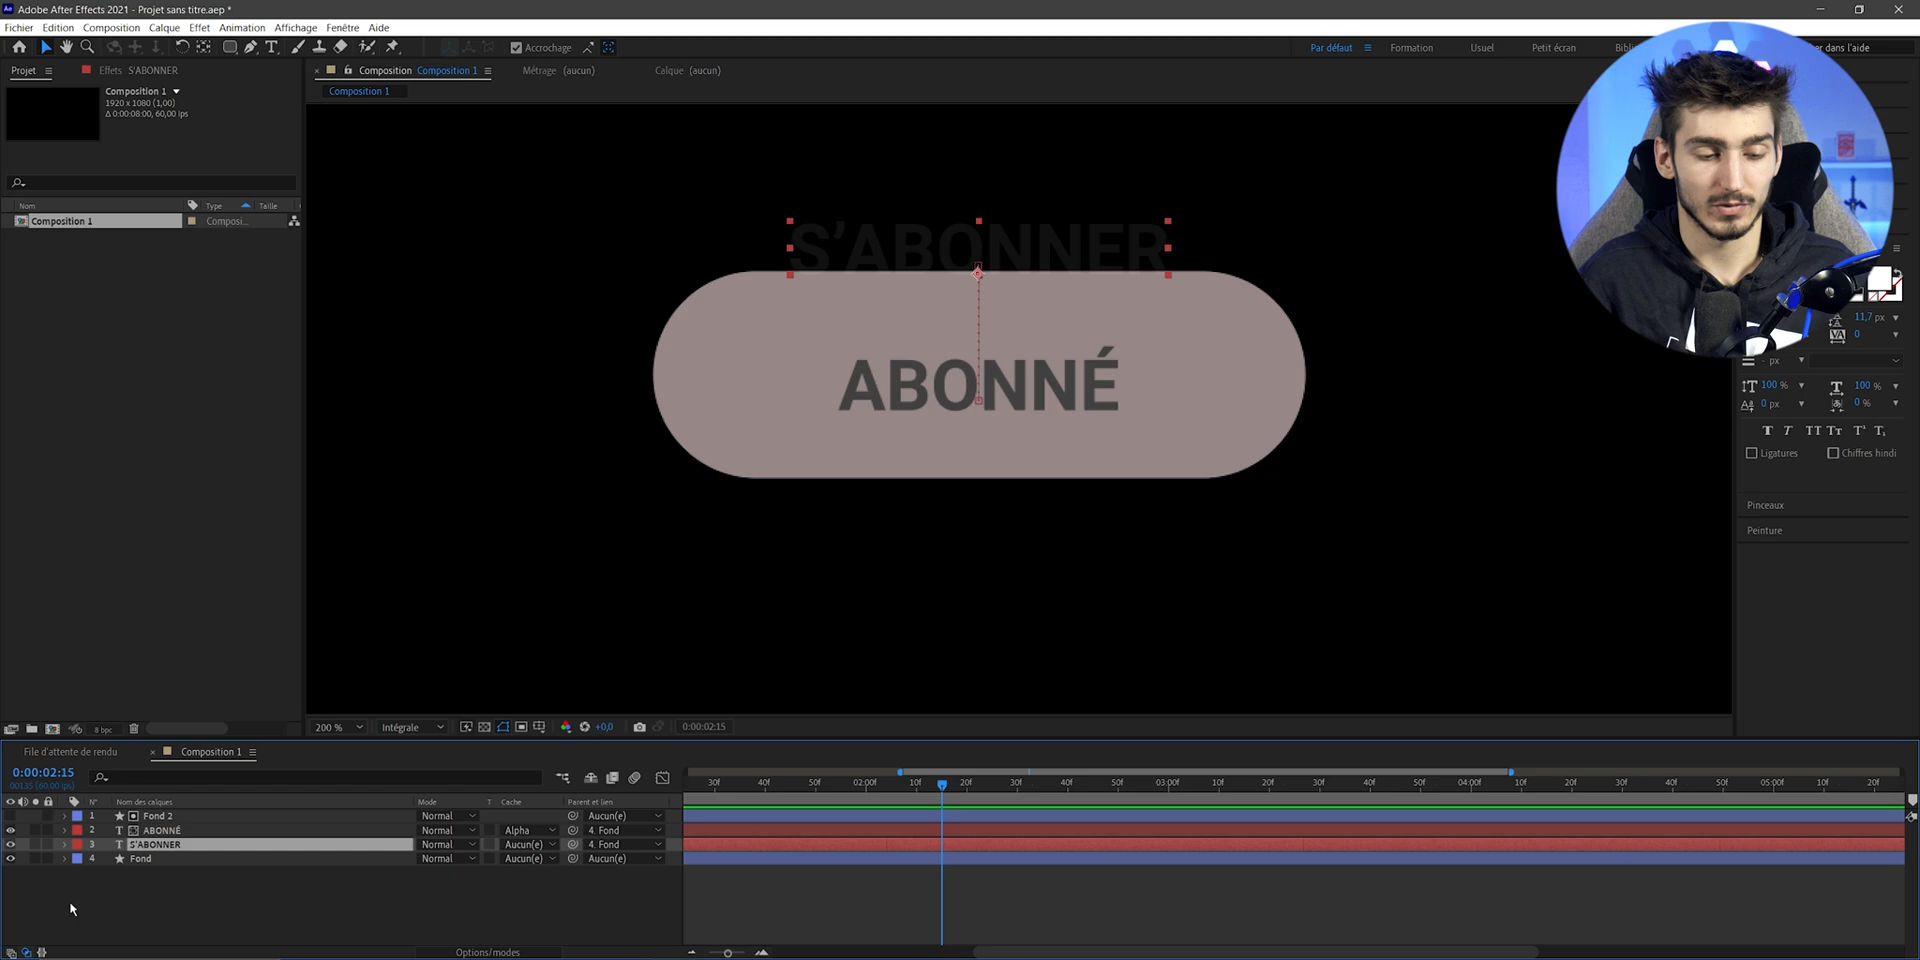 Adobe After Effects 2021 - Projet sans titre.aep *
Fichier Edition Composition Calque Effet Animation Affichage Fenêtre Aide
Accrochage
Par défaut Formation Usuel Petit écran
er dans l'aide
Projet Effets S'ABONNER
Composition Composition 1 Métrage (aucun) Calque (aucun)
Composition 1
1920 x 1080 (1,00)
Δ 0:00:08:00, 60,00 ips
Composition 1
Nom Type Taille
Composition 1 Composi...
S'ABONNER
ABONNÉ
11,7 px
0
- px
100 % 100 %
0 px 0 %
T T TT Tт T¹ T₁
Ligatures Chiffres hindi
Pinceaux
Peinture
8 bpc
200 % Intégrale +0,0 0:00:02:15
File d'attente de rendu Composition 1
0:00:02:15
00135 (60.00 ips)
30f 40f 50f 02:00f 10f 20f 30f 40f 50f 03:00f 10f 20f 30f 40f 50f 04:00f 10f 20f 30f 40f 50f 05:00f 10f 20f
N° Nom des calques Mode T Cache Parent et lien
1 Fond 2 Normal Aucun(e)
2 T ABONNÉ Normal Alpha 4. Fond
3 T S'ABONNER Normal Aucun(e) 4. Fond
4 Fond Normal Aucun(e) Aucun(e)
Options/modes